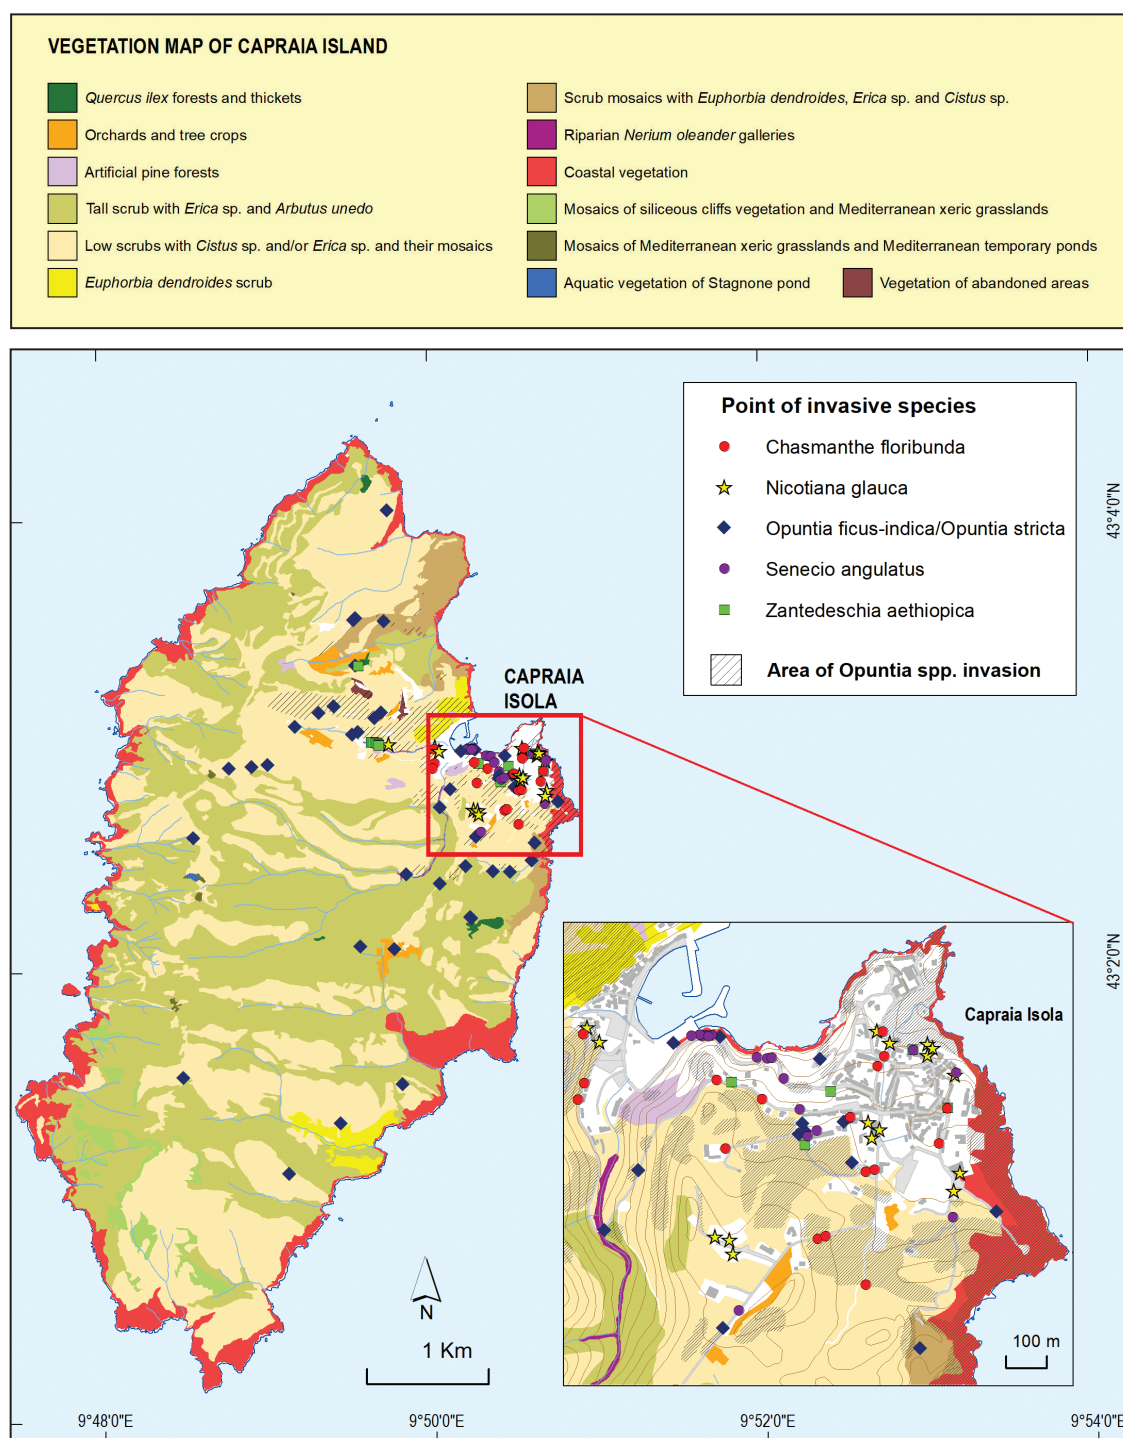 VEGETATION MAP OF CAPRAIA ISLAND
Quercus ilex forests and thickets
Orchards and tree crops
Artificial pine forests
Tall scrub with Erica sp. and Arbutus unedo
Low scrubs with Cistus sp. and/or Erica sp. and their mosaics
Euphorbia dendroides scrub
Scrub mosaics with Euphorbia dendroides, Erica sp. and Cistus sp.
Riparian Nerium oleander galleries
Coastal vegetation
Mosaics of siliceous cliffs vegetation and Mediterranean xeric grasslands
Mosaics of Mediterranean xeric grasslands and Mediterranean temporary ponds
Aquatic vegetation of Stagnone pond
Vegetation of abandoned areas
Point of invasive species
Chasmanthe floribunda
Nicotiana glauca
Opuntia ficus-indica/Opuntia stricta
Senecio angulatus
Zantedeschia aethiopica
Area of Opuntia spp. invasion
43°4'0"N
CAPRAIA
ISOLA
43°2'0"N
Capraia Isola
N
1 Km
100 m
9°48'0"E
9°50'0"E
9°52'0"E
9°54'0"E